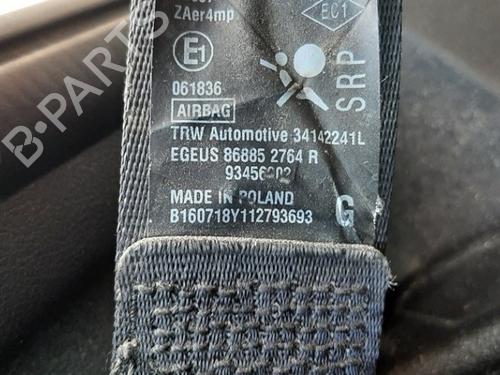 ZAer4mp
EC1
E1
SRP
061836
AIRBAG
TRW Automotive 34142241L
EGEUS 86885 2764 R
MADE IN POLAND
B160718Y112793693
G
B-PARTS